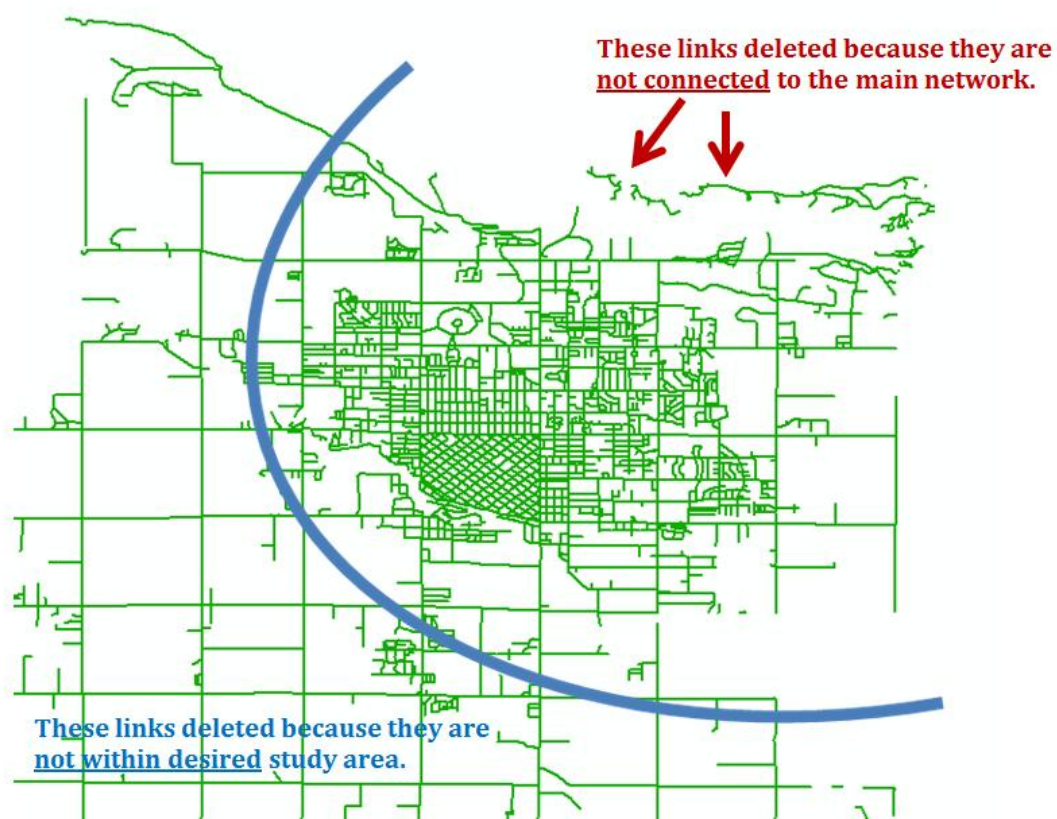 These links deleted because they are
not connected to the main network.
These links deleted because they are
not within desired study area.